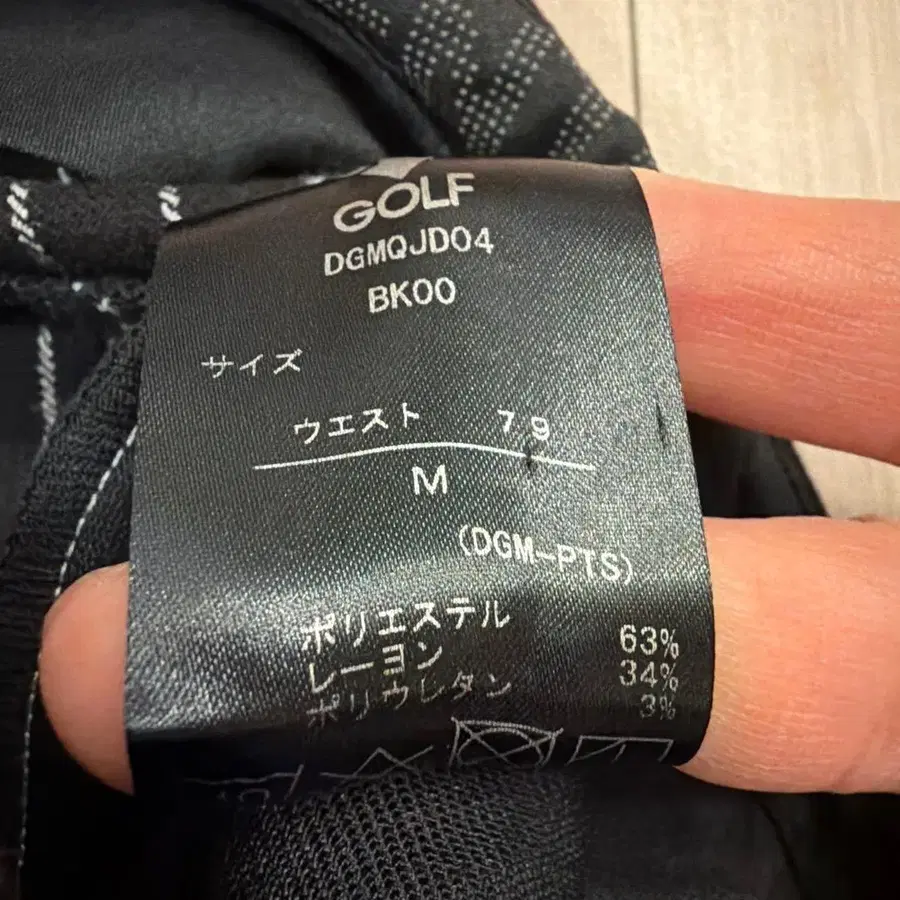 GOLF
DGMQJD04
BK00
サイズ
ウエスト 79
M
(DGM-PTS)
ポリエステル 63%
レーヨン 34%
ポリウレタン 3%